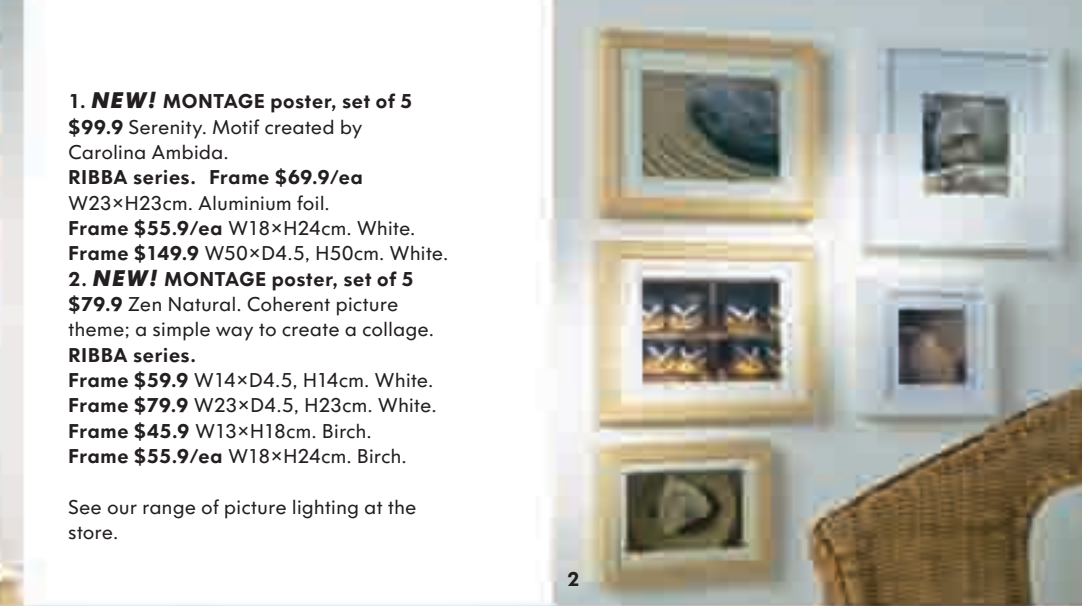 1. NEW! MONTAGE poster, set of 5
$99.9 Serenity. Motif created by
Carolina Ambida.
RIBBA series. Frame $69.9/ea
W23×H23cm. Aluminium foil.
Frame $55.9/ea W18×H24cm. White.
Frame $149.9 W50×D4.5, H50cm. White.
2. NEW! MONTAGE poster, set of 5
$79.9 Zen Natural. Coherent picture
theme; a simple way to create a collage.
RIBBA series.
Frame $59.9 W14×D4.5, H14cm. White.
Frame $79.9 W23×D4.5, H23cm. White.
Frame $45.9 W13×H18cm. Birch.
Frame $55.9/ea W18×H24cm. Birch.
See our range of picture lighting at the
store.
2